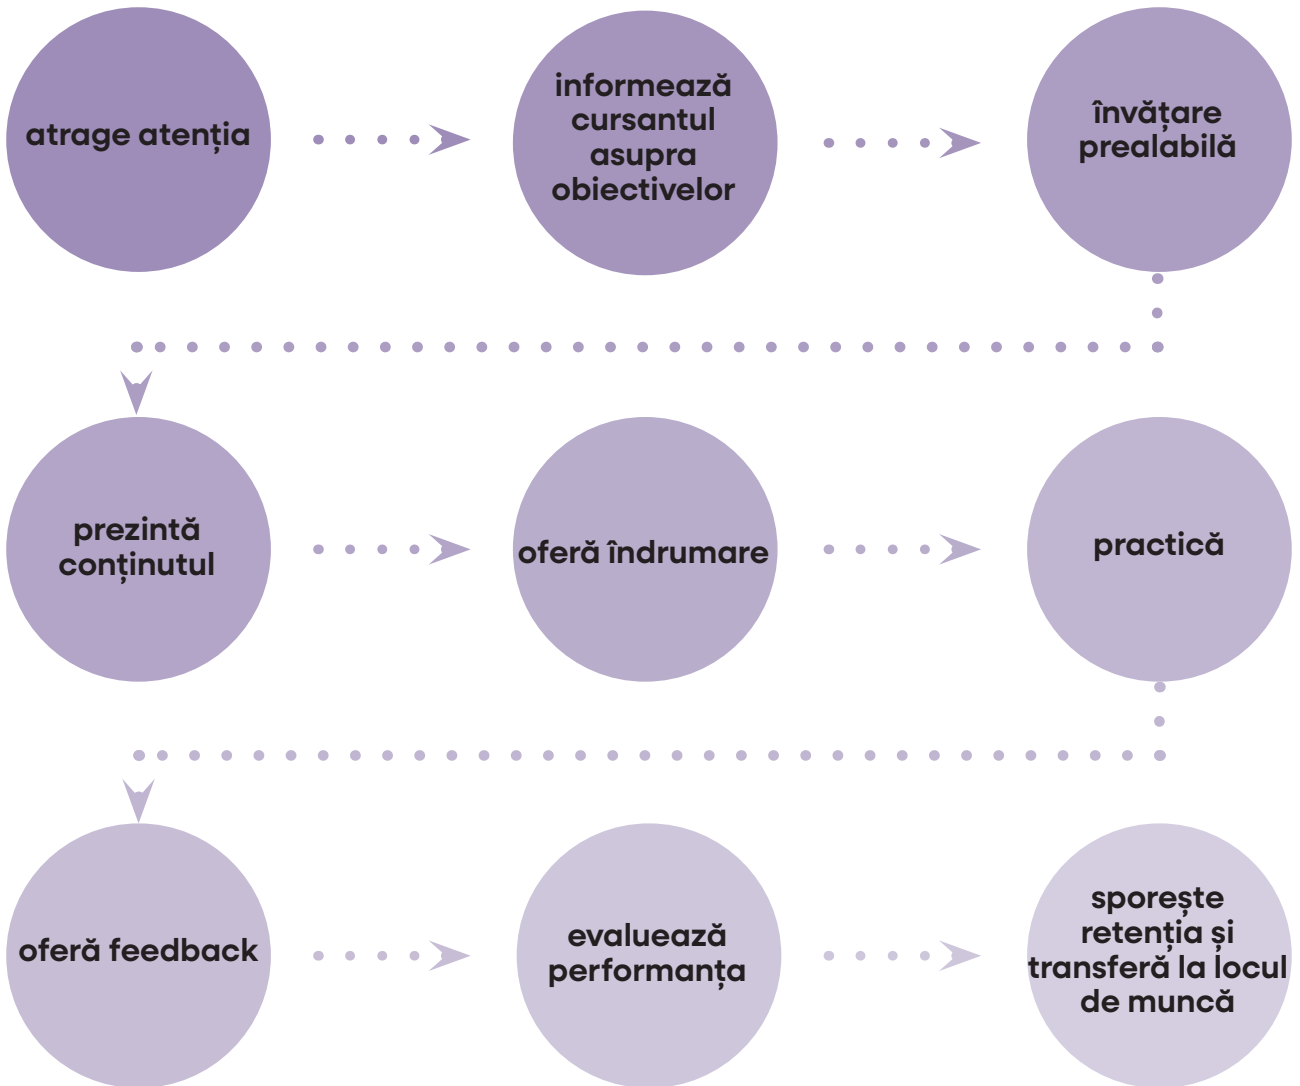 atrage atenția
informează
cursantul
asupra
obiectivelor
învățare
prealabilă
prezintă
conținutul
oferă îndrumare
practică
oferă feedback
evaluează
performanța
sporește
retenția și
transferă la locul
de muncă